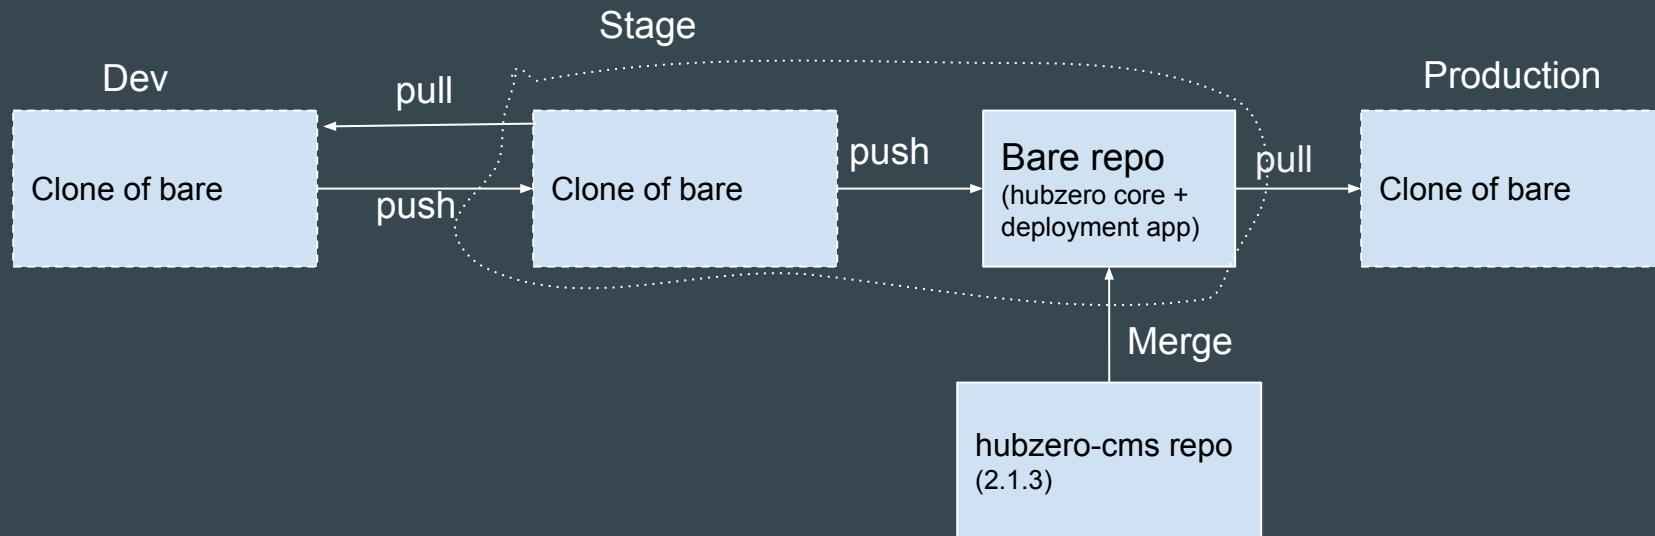 Stage
Dev
Production
pull
push
Clone of bare
Clone of bare
push
Bare repo
(hubzero core +
deployment app)
pull
Clone of bare
Merge
hubzero-cms repo
(2.1.3)